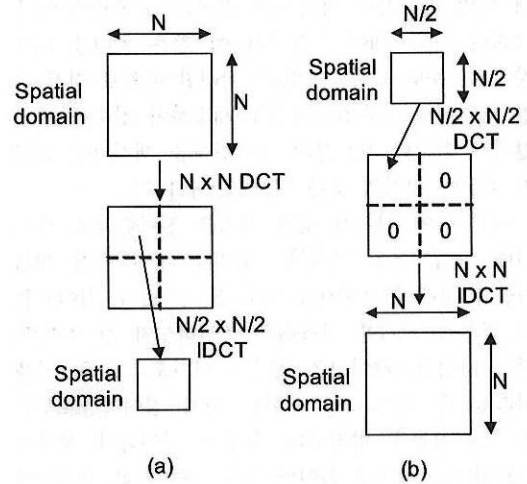 N
Spatial
domain
N
N x N DCT
N/2 x N/2
IDCT
Spatial
domain
(a)
N/2
Spatial
domain
N/2
N/2 x N/2
DCT
0
0
0
N x N
IDCT
N
Spatial
domain
N
(b)